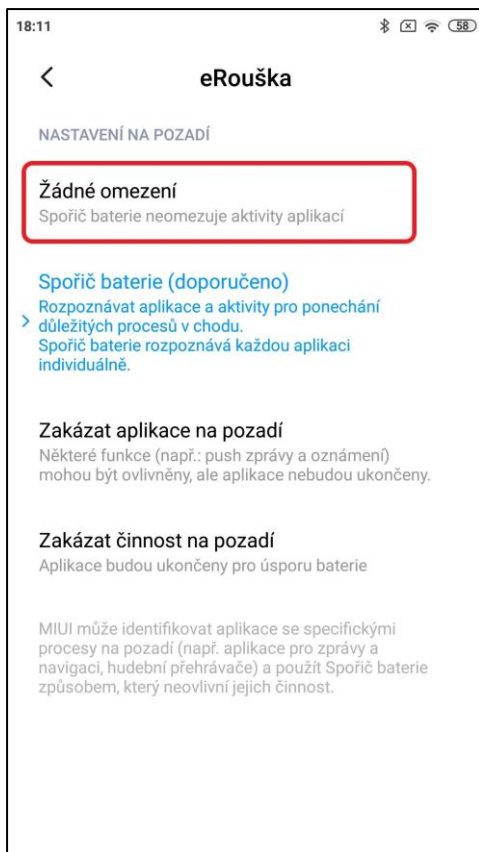 18:11
58
eRouška
NASTAVENÍ NA POZADÍ
Žádné omezení
Spořič baterie neomezuje aktivity aplikací
Spořič baterie (doporučeno)
Rozpoznávat aplikace a aktivity pro ponechání
důležitých procesů v chodu.
Spořič baterie rozpoznává každou aplikaci
individuálně.
Zakázat aplikace na pozadí
Některé funkce (např.: push zprávy a oznámení)
mohou být ovlivněny, ale aplikace nebudou ukončeny.
Zakázat činnost na pozadí
Aplikace budou ukončeny pro úsporu baterie
MIUI může identifikovat aplikace se specifickými
procesy na pozadí (např. aplikace pro zprávy a
navigaci, hudební přehrávače) a použít Spořič baterie
způsobem, který neovlivní jejich činnost.